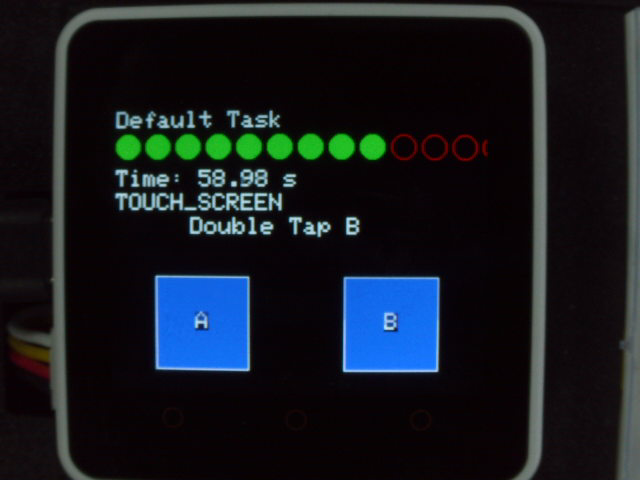 Default Task
Time: 58.98 s
TOUCH_SCREEN
Double Tap B
A
B